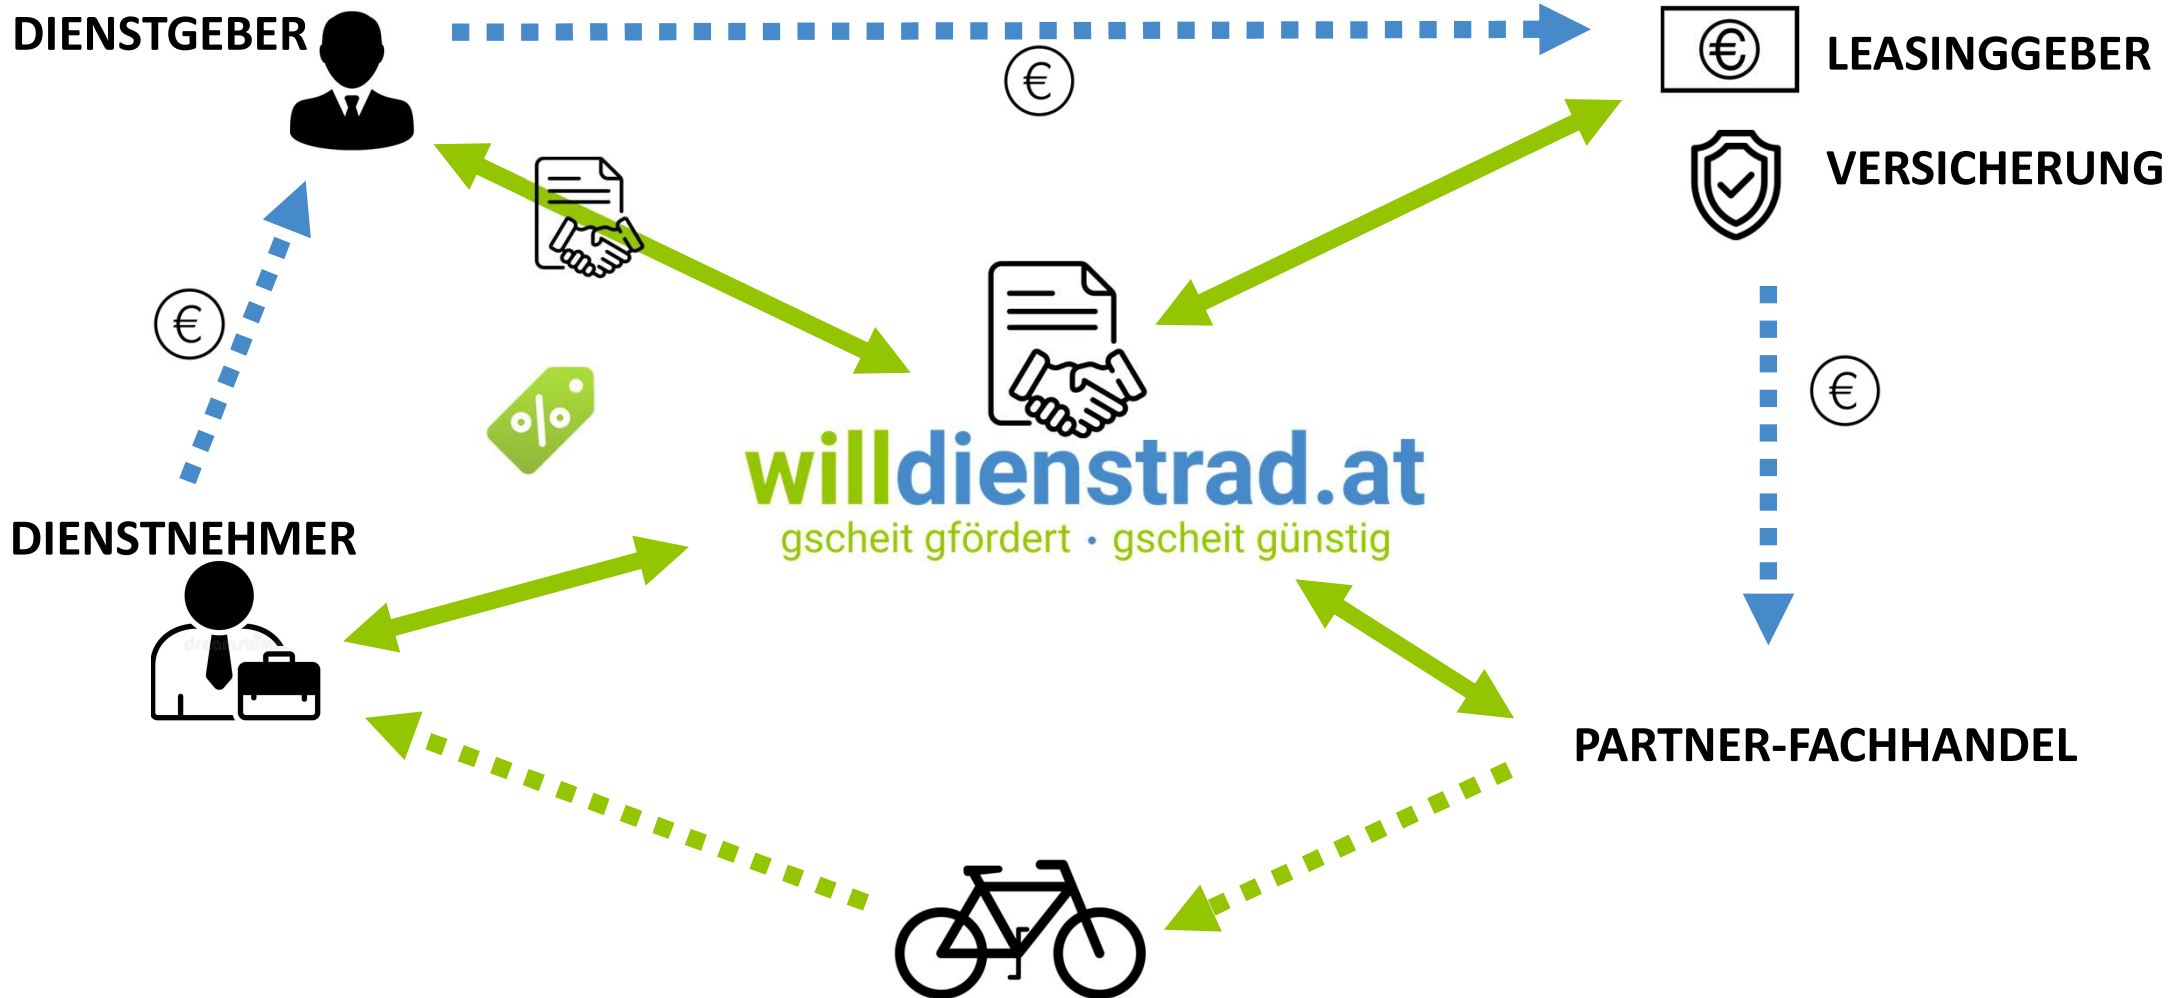 DIENSTGEBER
€
LEASINGGEBER
€
VERSICHERUNG
€
%
€
willdienstrad.at
gscheit gfördert · gscheit günstig
DIENSTNEHMER
PARTNER-FACHHANDEL